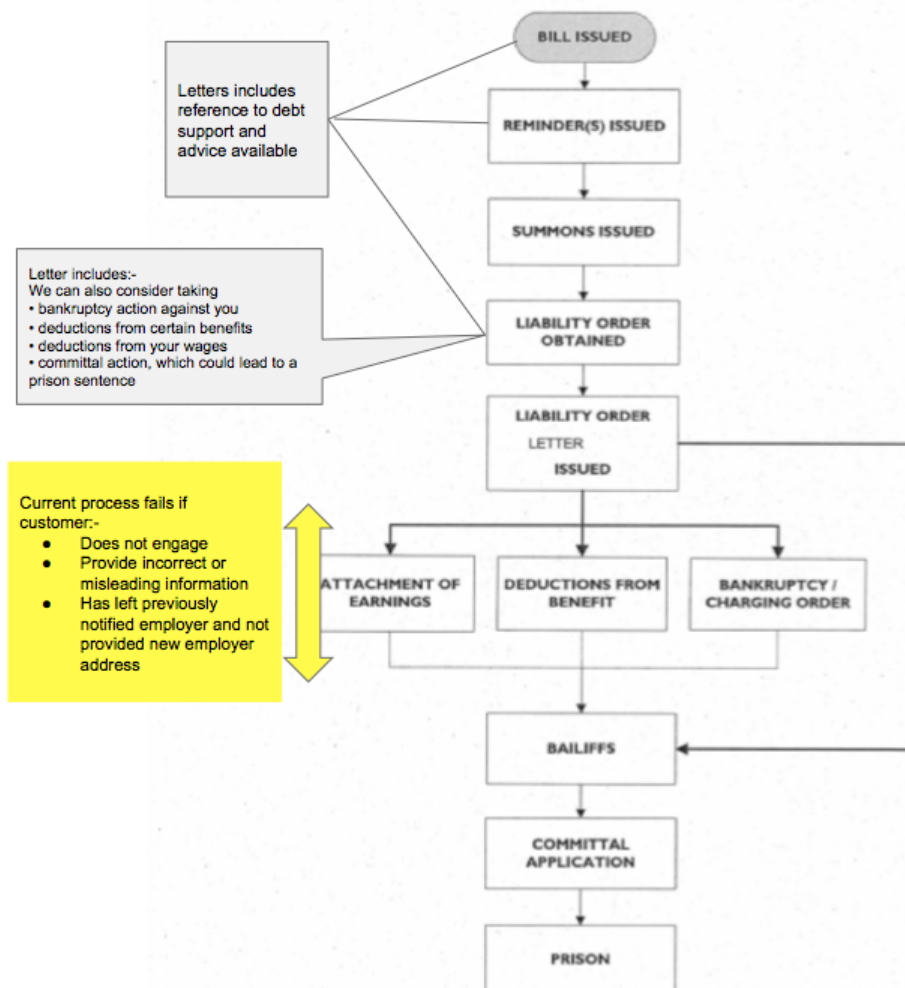 BILL ISSUED
Letters includes
reference to debt
support and
advice available
REMINDER(S) ISSUED
SUMMONS ISSUED
Letter includes:-
We can also consider taking
• bankruptcy action against you
• deductions from certain benefits
• deductions from your wages
• committal action, which could lead to a
prison sentence
LIABILITY ORDER
OBTAINED
LIABILITY ORDER
LETTER
ISSUED
Current process fails if
customer:-
● Does not engage
● Provide incorrect or
misleading information
● Has left previously
notified employer and not
provided new employer
address
ATTACHMENT OF
EARNINGS
DEDUCTIONS FROM
BENEFIT
BANKRUPTCY /
CHARGING ORDER
BAILIFFS
COMMITTAL
APPLICATION
PRISON